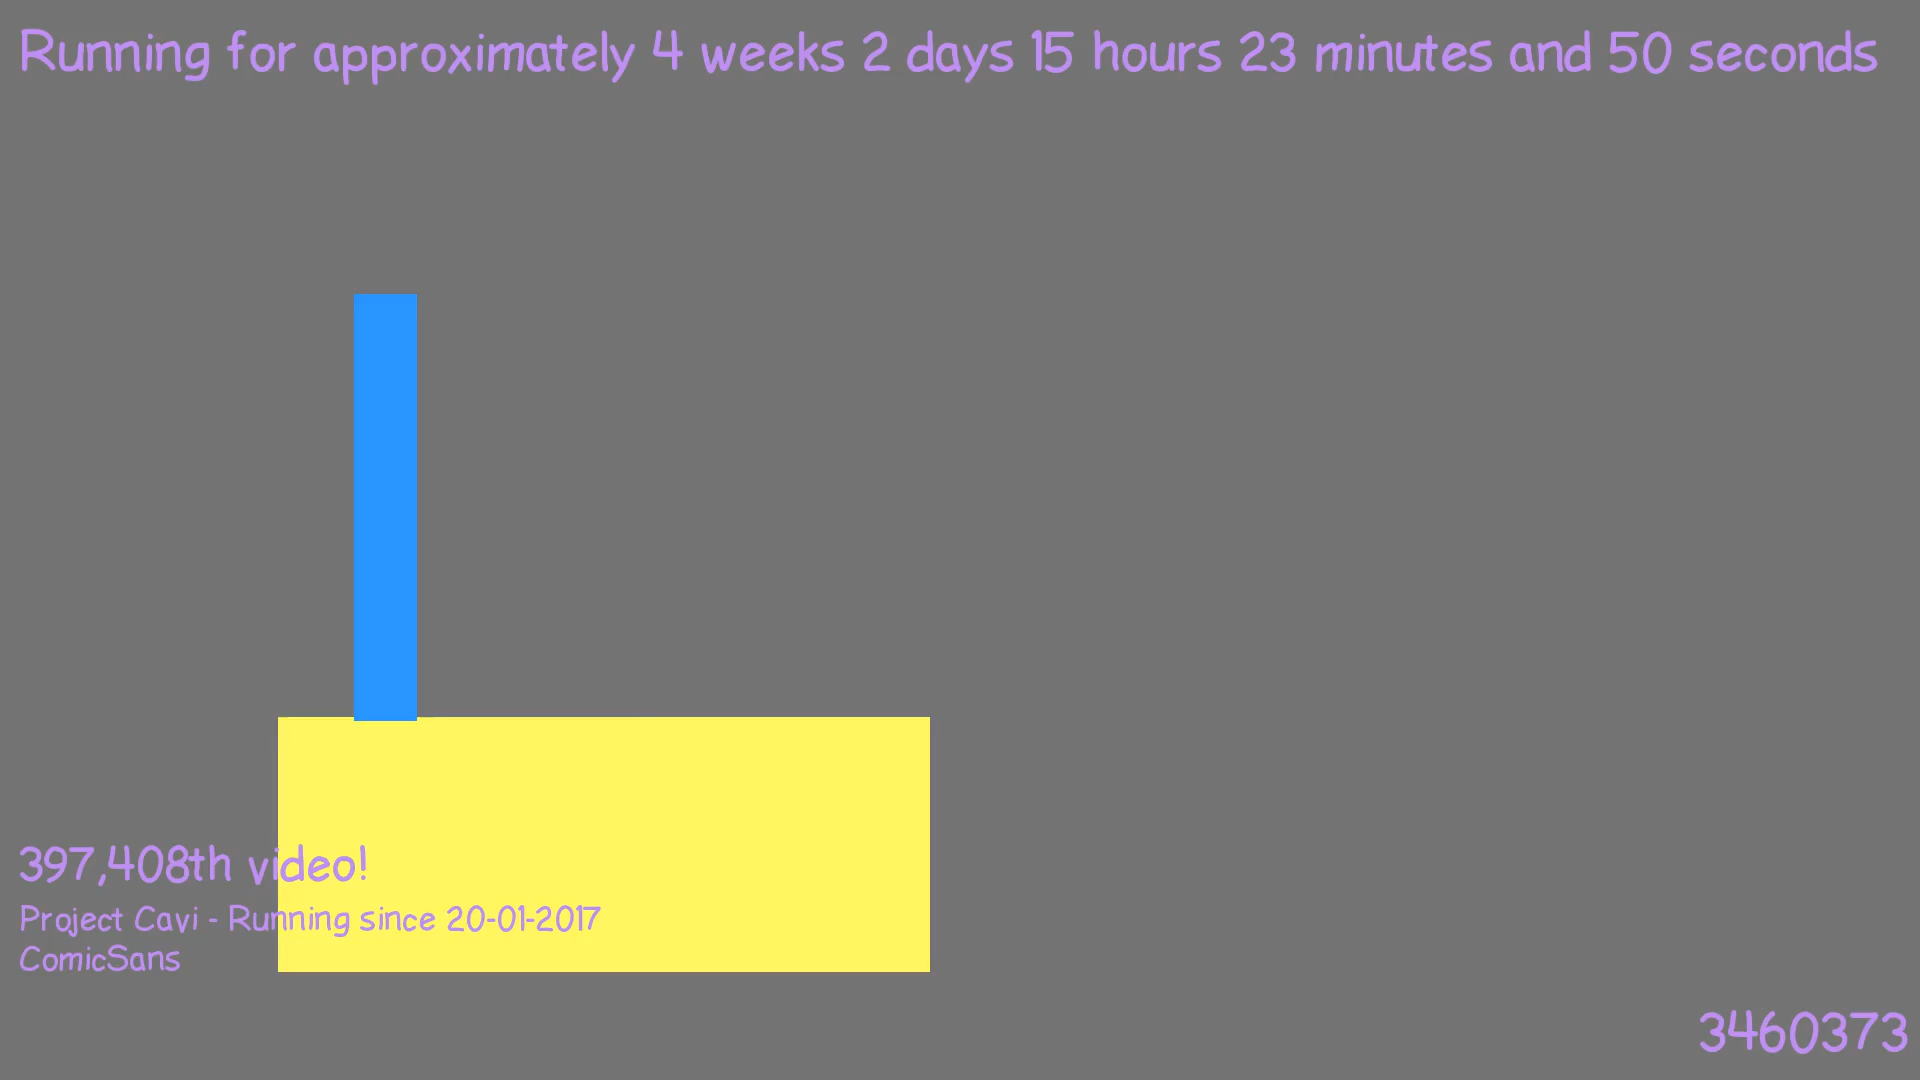 Running for approximately 4 weeks 2 days 15 hours 23 minutes and 50 seconds
397,408th video!
Project Cavi - Running since 20-01-2017
ComicSans
3460373